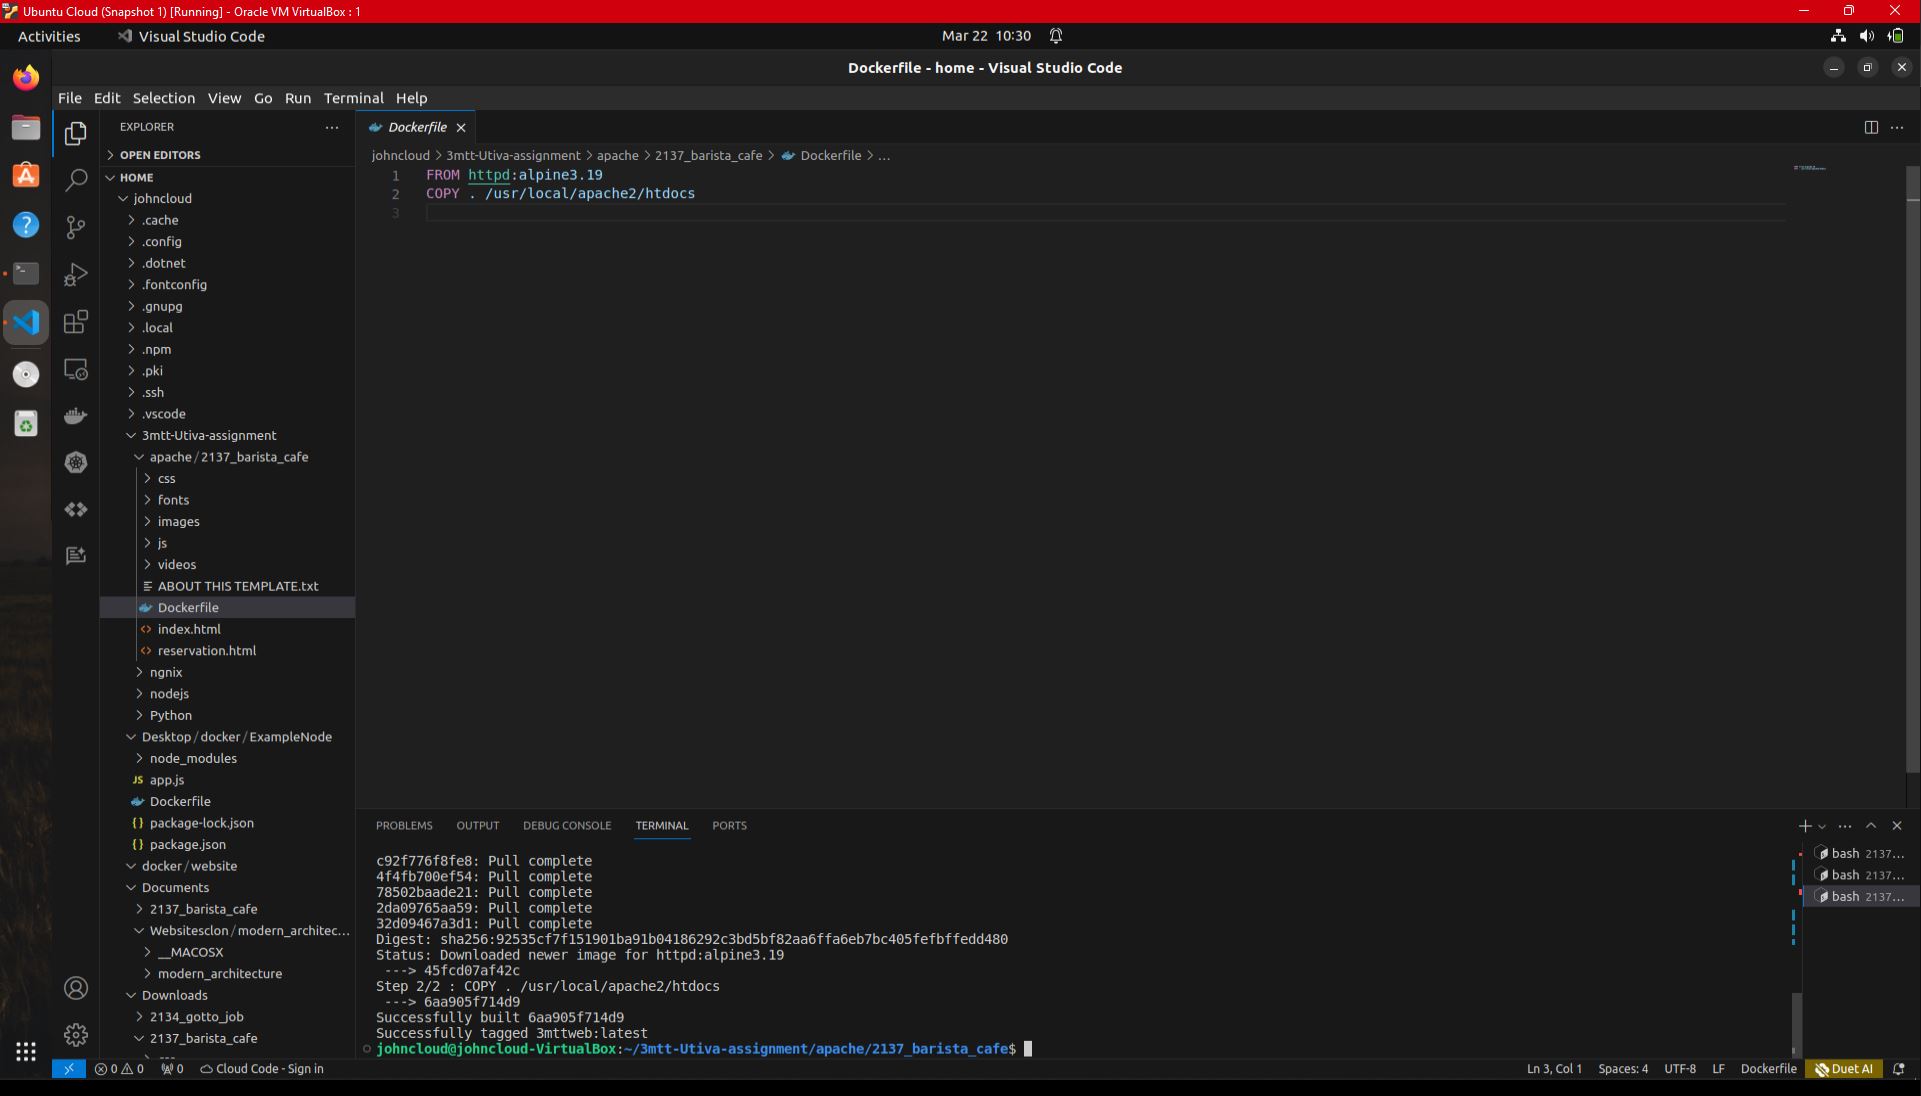 Ubuntu Cloud (Snapshot 1) [Running] - Oracle VM VirtualBox : 1
Activities
Visual Studio Code
Mar 22 10:30
Dockerfile - home - Visual Studio Code
File Edit Selection View Go Run Terminal Help
EXPLORER
OPEN EDITORS
HOME
johncloud
.cache
.config
.dotnet
.fontconfig
.gnupg
.local
.npm
.pki
.ssh
.vscode
3mtt-Utiva-assignment
apache/2137_barista_cafe
css
fonts
images
js
videos
ABOUT THIS TEMPLATE.txt
Dockerfile
index.html
reservation.html
ngnix
nodejs
Python
Desktop/docker/ExampleNode
node_modules
JS app.js
Dockerfile
{} package-lock.json
{} package.json
docker/website
Documents
2137_barista_cafe
Websitesclon/modern_architec...
__MACOSX
modern_architecture
Downloads
2134_gotto_job
2137_barista_cafe
Dockerfile
johncloud > 3mtt-Utiva-assignment > apache > 2137_barista_cafe > Dockerfile > ...
1 FROM httpd:alpine3.19
2 COPY . /usr/local/apache2/htdocs
3
PROBLEMS OUTPUT DEBUG CONSOLE TERMINAL PORTS
c92f776f8fe8: Pull complete
4f4fb700ef54: Pull complete
78502baade21: Pull complete
2da09765aa59: Pull complete
32d09467a3d1: Pull complete
Digest: sha256:92535cf7f151901ba91b04186292c3bd5bf82aa6ffa6eb7bc405fefbffedd480
Status: Downloaded newer image for httpd:alpine3.19
---> 45fcd07af42c
Step 2/2 : COPY . /usr/local/apache2/htdocs
---> 6aa905f714d9
Successfully built 6aa905f714d9
Successfully tagged 3mttweb:latest
johncloud@johncloud-VirtualBox:~/3mtt-Utiva-assignment/apache/2137_barista_cafe$
bash 2137...
bash 2137...
bash 2137...
0 0 0 Cloud Code - Sign in
Ln 3, Col 1 Spaces: 4 UTF-8 LF Dockerfile Duet AI